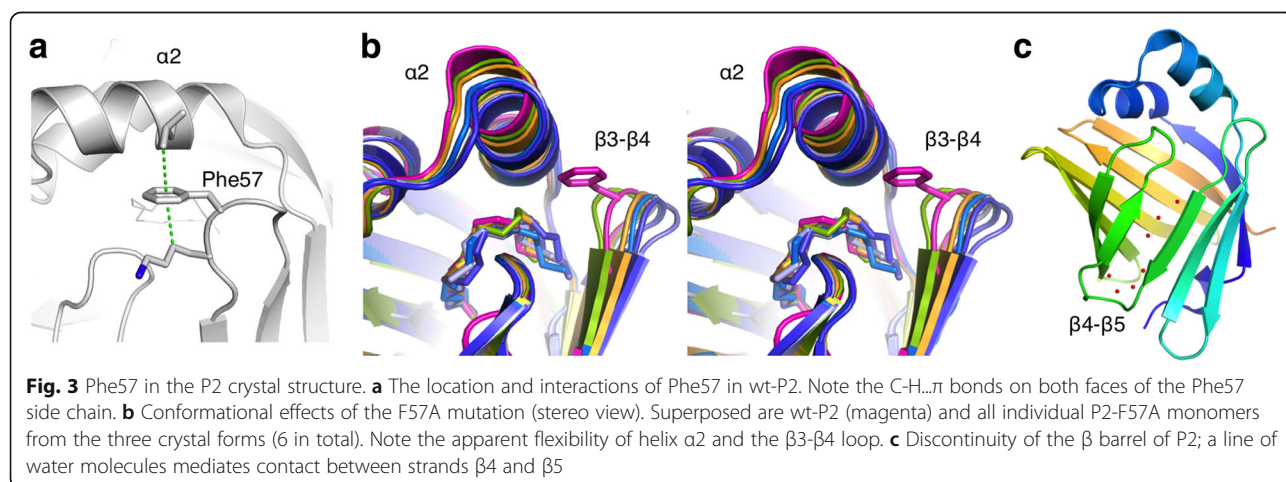 a
α2
Phe57
b
α2
β3-β4
α2
β3-β4
c
β4-β5
Fig. 3 Phe57 in the P2 crystal structure. a The location and interactions of Phe57 in wt-P2. Note the C-H...π bonds on both faces of the Phe57
side chain. b Conformational effects of the F57A mutation (stereo view). Superposed are wt-P2 (magenta) and all individual P2-F57A monomers
from the three crystal forms (6 in total). Note the apparent flexibility of helix α2 and the β3-β4 loop. c Discontinuity of the β barrel of P2; a line of
water molecules mediates contact between strands β4 and β5